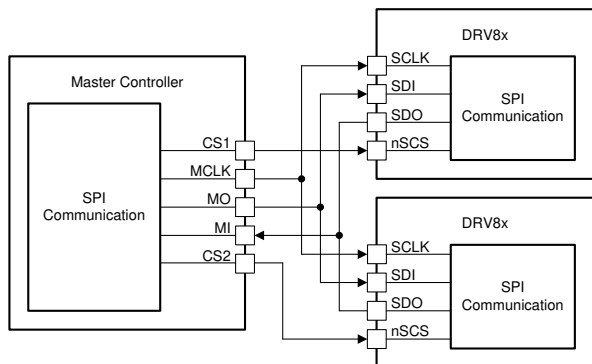 Master Controller
SPI
Communication
CS1
MCLK
MO
MI
CS2
DRV8x
SCLK
SDI
SDO
nSCS
SPI
Communication
DRV8x
SCLK
SDI
SDO
nSCS
SPI
Communication